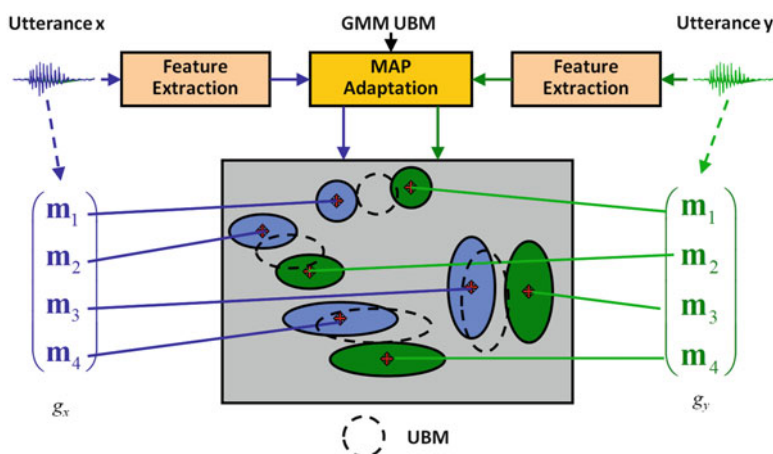 Utterance x
GMM UBM
Utterance y
Feature
Extraction
MAP
Adaptation
Feature
Extraction
m1
m2
m3
m4
gx
m1
m2
m3
m4
gy
UBM